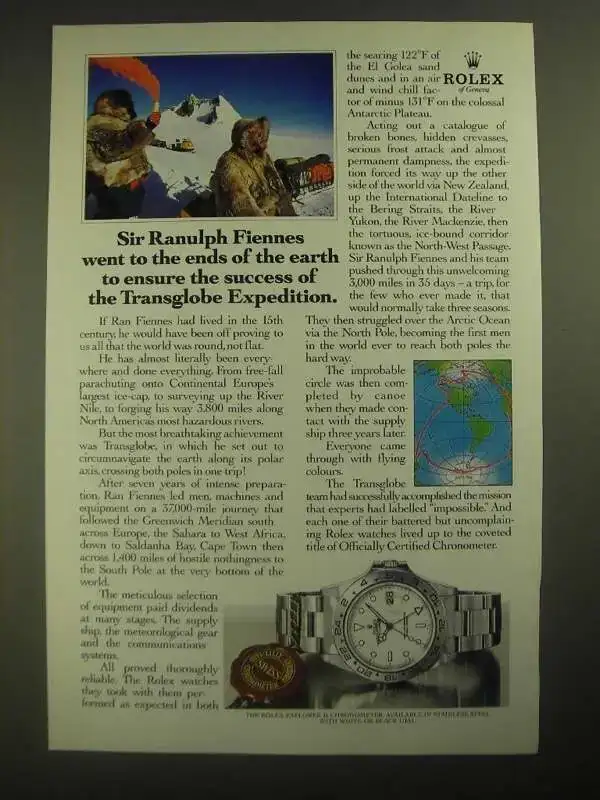 Sir Ranulph Fiennes
went to the ends of the earth
to ensure the success of
the Transglobe Expedition.
If Ran Fiennes had lived in the 15th
century, he would have been off proving to
us all that the world was round, not flat.
He has almost literally been every-
where and done everything. From free-fall
parachuting onto Continental Europe's
largest ice-cap, to surveying up the River
Nile, to forging his way 3,800 miles along
North America's most hazardous rivers.
But the most breathtaking achievement
was Transglobe, in which he set out to
circumnavigate the earth along its polar
axis, crossing both poles in one trip!
After seven years of intense prepara-
tion, Ran Fiennes led men, machines and
equipment on a 37,000-mile journey that
followed the Greenwich Meridian south
across Europe, the Sahara to West Africa,
down to Saldanha Bay, Cape Town then
across 1,400 miles of hostile nothingness to
the South Pole at the very bottom of the
world.
The meticulous selection
of equipment paid dividends
at many stages. The supply
ship, the meteorological gear
and the communications
systems.
All proved thoroughly
reliable. The Rolex watches
they took with them per-
formed as expected in both
the searing 122°F of
the El Golea sand
dunes and in an air
and wind chill fac-
tor of minus 131°F on the colossal
Antarctic Plateau.
ROLEX
of Geneva
Acting out a catalogue of
broken bones, hidden crevasses,
serious frost attack and almost
permanent dampness, the expedi-
tion forced its way up the other
side of the world via New Zealand,
up the International Dateline to
the Bering Straits, the River
Yukon, the River Mackenzie, then
the tortuous, ice-bound corridor
known as the North-West Passage.
Sir Ranulph Fiennes and his team
pushed through this unwelcoming
3,000 miles in 35 days – a trip, for
the few who ever made it, that
would normally take three seasons.
They then struggled over the Arctic Ocean
via the North Pole, becoming the first men
in the world ever to reach both poles the
hard way.
The improbable
circle was then com-
pleted by canoe
when they made con-
tact with the supply
ship three years later.
Everyone came
through with flying
colours.
The Transglobe
team had successfully accomplished the mission
that experts had labelled "impossible." And
each one of their battered but uncomplain-
ing Rolex watches lived up to the coveted
title of Officially Certified Chronometer.
THE ROLEX EXPLORER II CHRONOMETER. AVAILABLE IN STAINLESS STEEL
WITH WHITE OR BLACK DIAL.